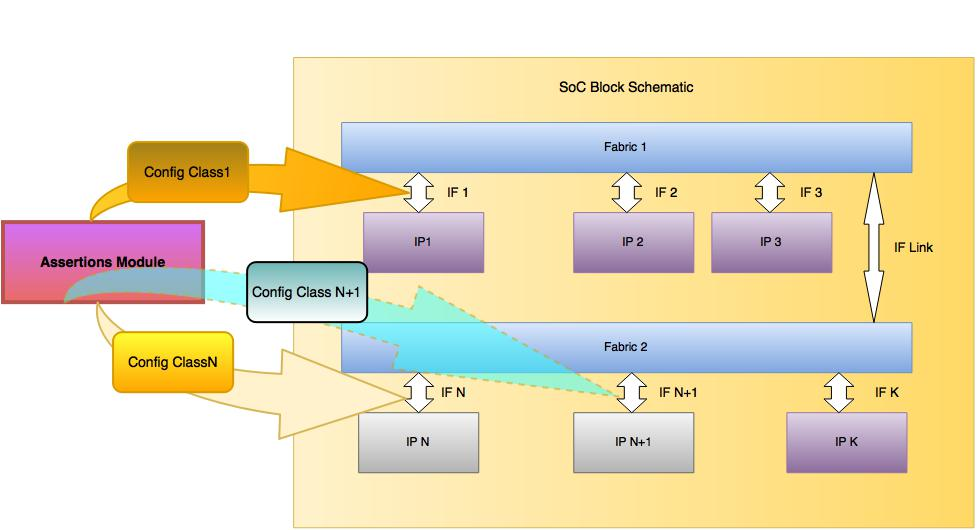 SoC Block Schematic
Fabric 1
Config Class1
IF 1
IF 2
IF 3
IP1
IP 2
IP 3
IF Link
Assertions Module
Config Class N+1
Fabric 2
Config ClassN
IF N
IF N+1
IF K
IP N
IP N+1
IP K